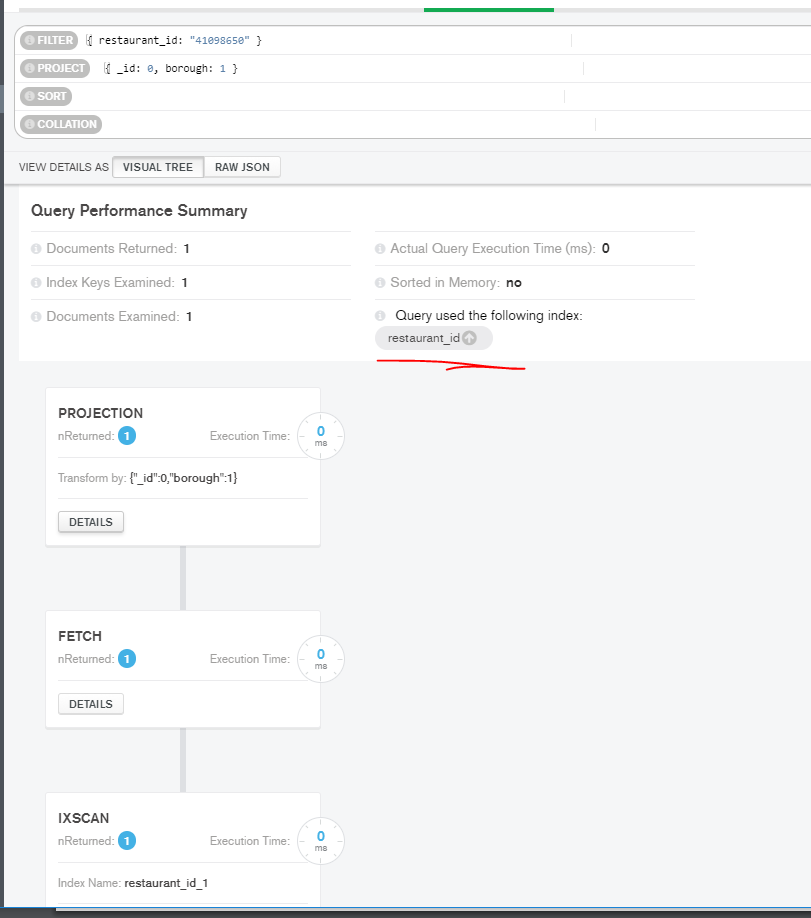 FILTER { restaurant_id: "41098650" }
PROJECT { _id: 0, borough: 1 }
SORT
COLLATION
VIEW DETAILS AS VISUAL TREE RAW JSON
Query Performance Summary
Documents Returned: 1
Index Keys Examined: 1
Documents Examined: 1
Actual Query Execution Time (ms): 0
Sorted in Memory: no
Query used the following index:
restaurant_id
PROJECTION
nReturned: 1 Execution Time: 0 ms
Transform by: {"_id":0,"borough":1}
DETAILS
FETCH
nReturned: 1 Execution Time: 0 ms
DETAILS
IXSCAN
nReturned: 1 Execution Time: 0 ms
Index Name: restaurant_id_1